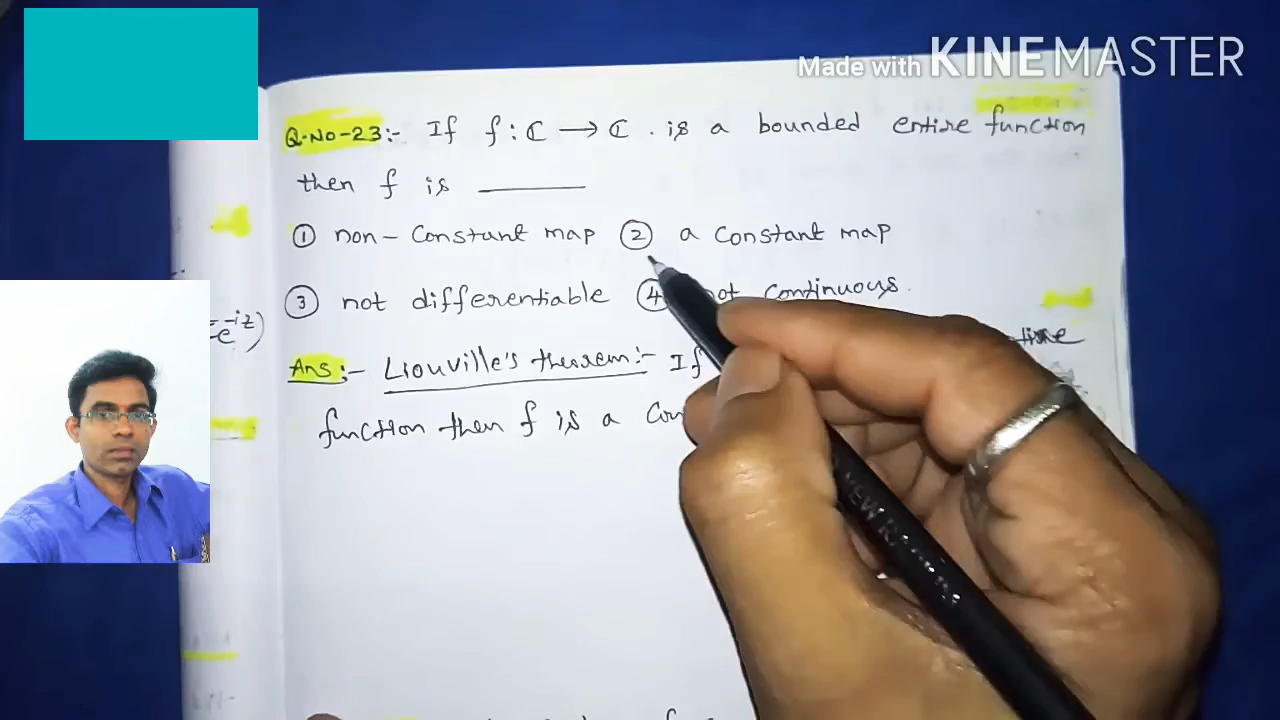 Made with KINEMASTER
Q.No-23:- If f : ℂ → ℂ . is a bounded entire function
then f is ______
① non-constant map ② a constant map
③ not differentiable ④ not continuous.
e^-iz)
Ans:- Liouville's theorem:- If
function then f is a